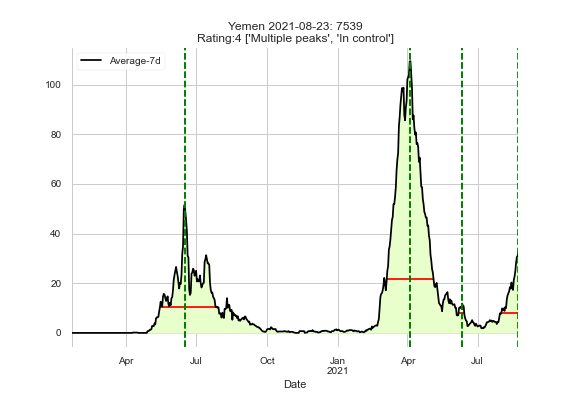 Yemen 2021-08-23: 7539
Rating:4 ['Multiple peaks', 'In control']
Average-7d
100
80
60
40
20
0
Apr Jul Oct Jan Apr Jul
2021
Date